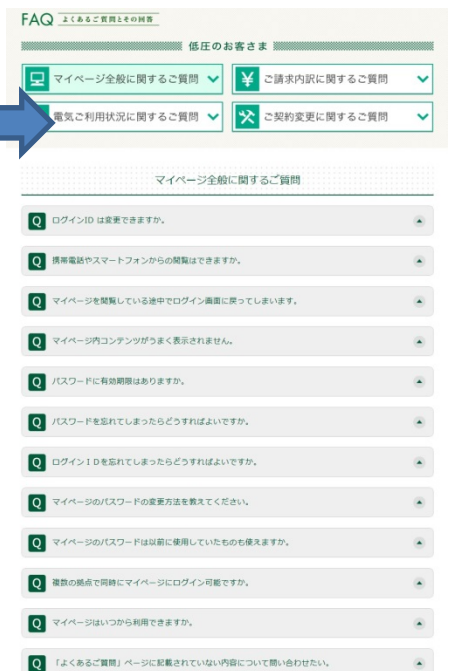 FAQ よくあるご質問とその回答
低圧のお客さま
マイページ全般に関するご質問
¥ ご請求内訳に関するご質問
電気ご利用状況に関するご質問
ご契約変更に関するご質問
マイページ全般に関するご質問
Q ログインID は変更できますか。
Q 携帯電話やスマートフォンからの閲覧はできますか。
Q マイページを閲覧している途中でログイン画面に戻ってしまいます。
Q マイページ内コンテンツがうまく表示されません。
Q パスワードに有効期限はありますか。
Q パスワードを忘れてしまったらどうすればよいですか。
Q ログインIDを忘れてしまったらどうすればよいですか。
Q マイページのパスワードの変更方法を教えてください。
Q マイページのパスワードは以前に使用していたものも使えますか。
Q 複数の拠点で同時にマイページにログイン可能ですか。
Q マイページはいつから利用できますか。
Q 「よくあるご質問」ページに記載されていない内容について問い合わせたい。